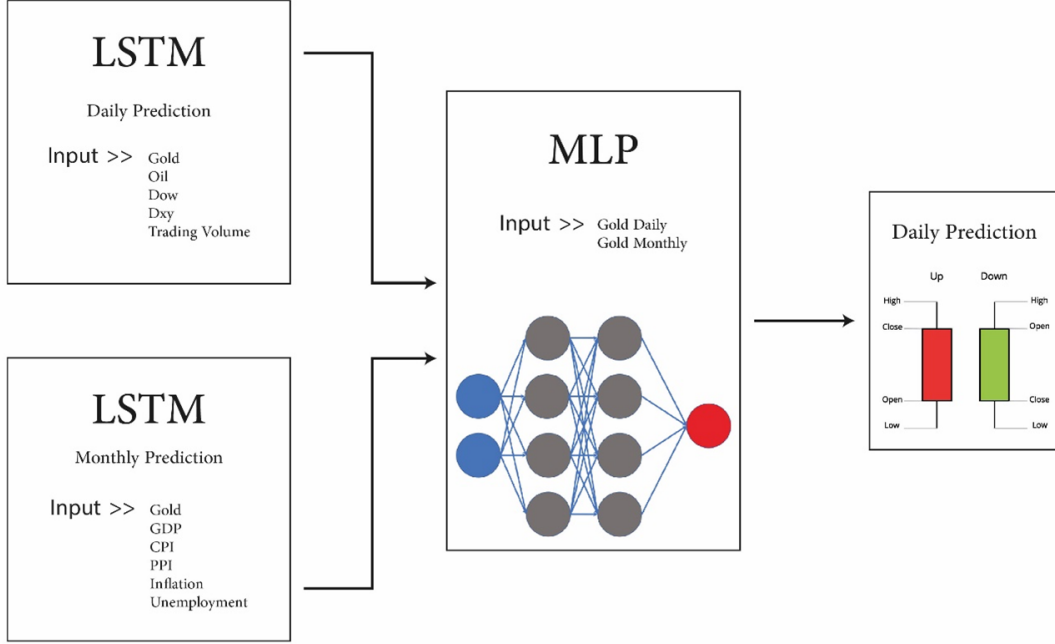 LSTM
Daily Prediction
Input >> Gold
Oil
Dow
Dxy
Trading Volume
LSTM
Monthly Prediction
Input >> Gold
GDP
CPI
PPI
Inflation
Unemployment
MLP
Input >> Gold Daily
Gold Monthly
Daily Prediction
Up Down
High High
Close Open
Open Close
Low Low